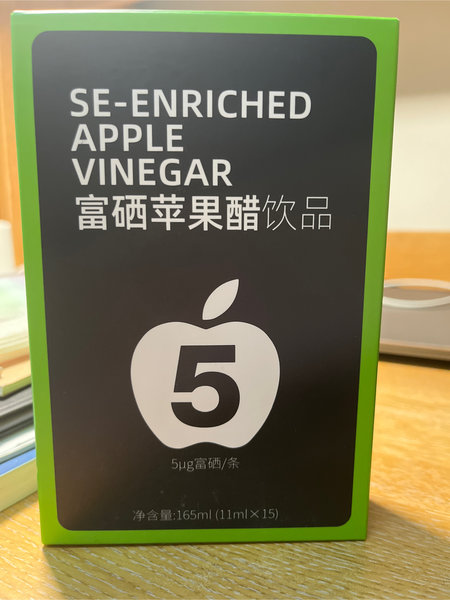 SE-ENRICHED
APPLE
VINEGAR
富硒苹果醋饮品
5
5μg富硒/条
净含量:165ml (11ml×15)